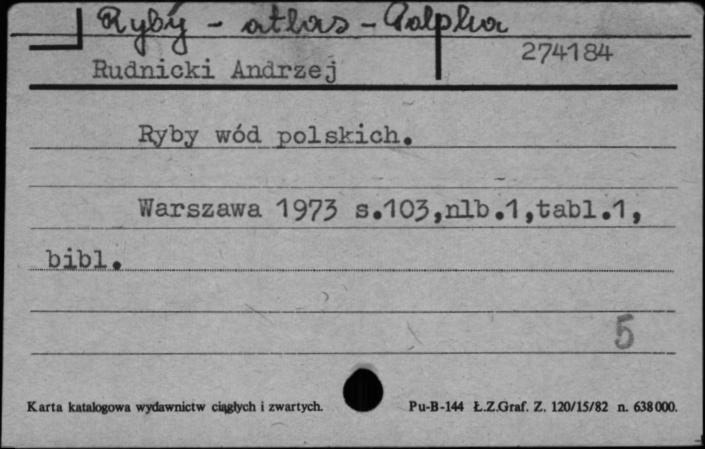 Ryby - atlas - Polska
274184
Rudnicki Andrzej
Ryby wód polskich.
Warszawa 1973 s.103,nlb.1,tabl.1,
bibl.
5
Karta katalogowa wydawnictw ciągłych i zwartych.
Pu-B-144 Ł.Z.Graf. Z. 120/15/82 n. 638000.